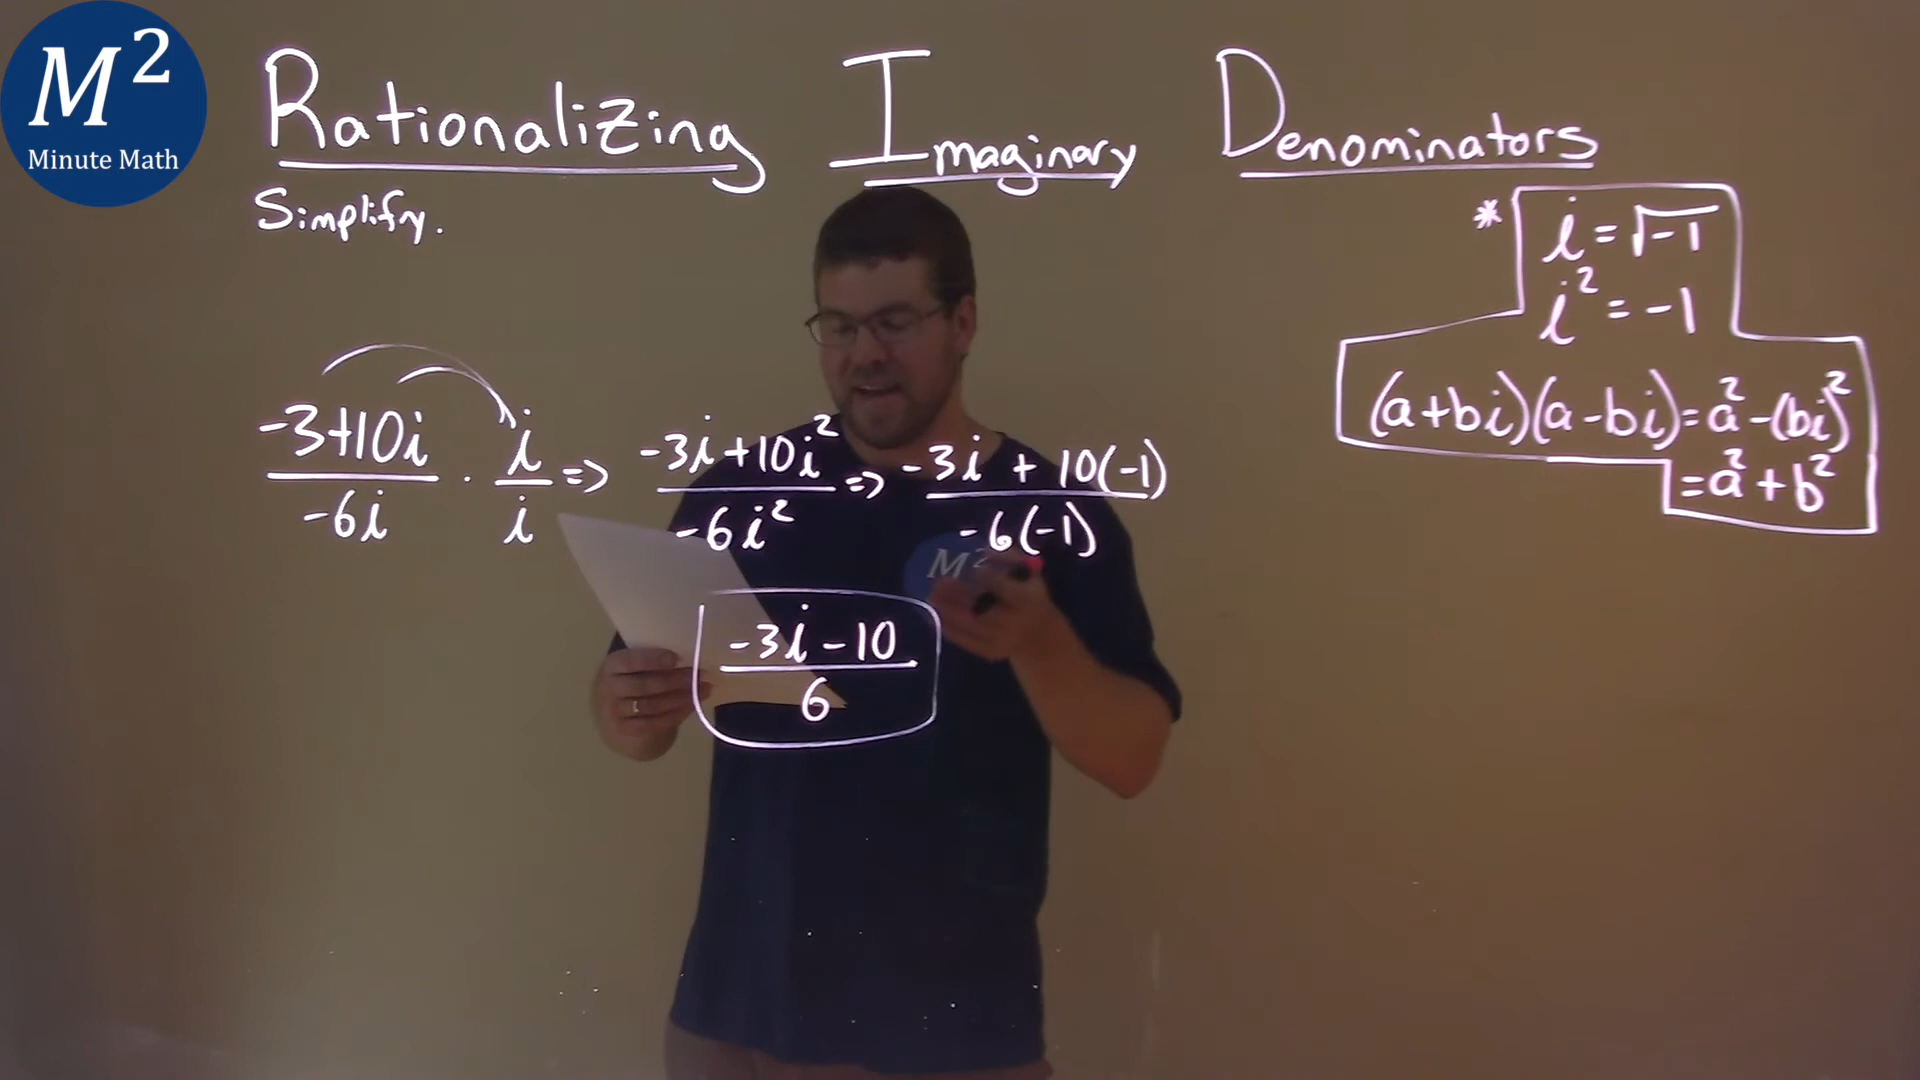 M²
Minute Math
Rationalizing Imaginary Denominators
Simplify.
* i = √-1
i² = -1
(a+bi)(a-bi)=a²-(bi)²
=a²+b²
-3+10i / -6i · i / i => -3i+10i² / -6i² => -3i + 10(-1) / -6(-1)
M²
-3i-10 / 6